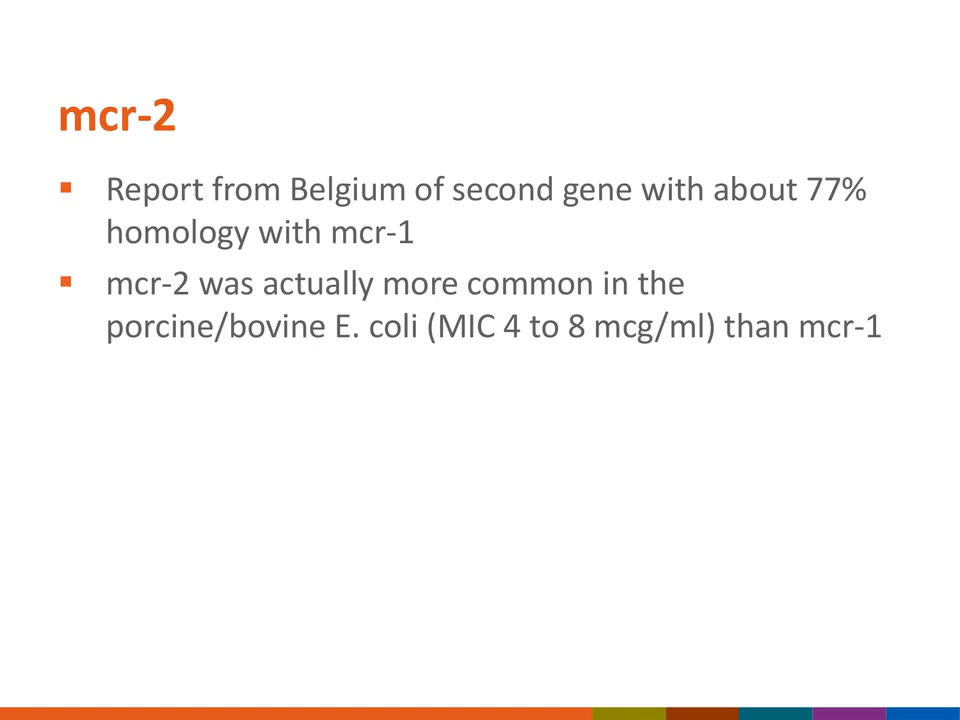 mcr-2
▪ Report from Belgium of second gene with about 77%
homology with mcr-1
▪ mcr-2 was actually more common in the
porcine/bovine E. coli (MIC 4 to 8 mcg/ml) than mcr-1